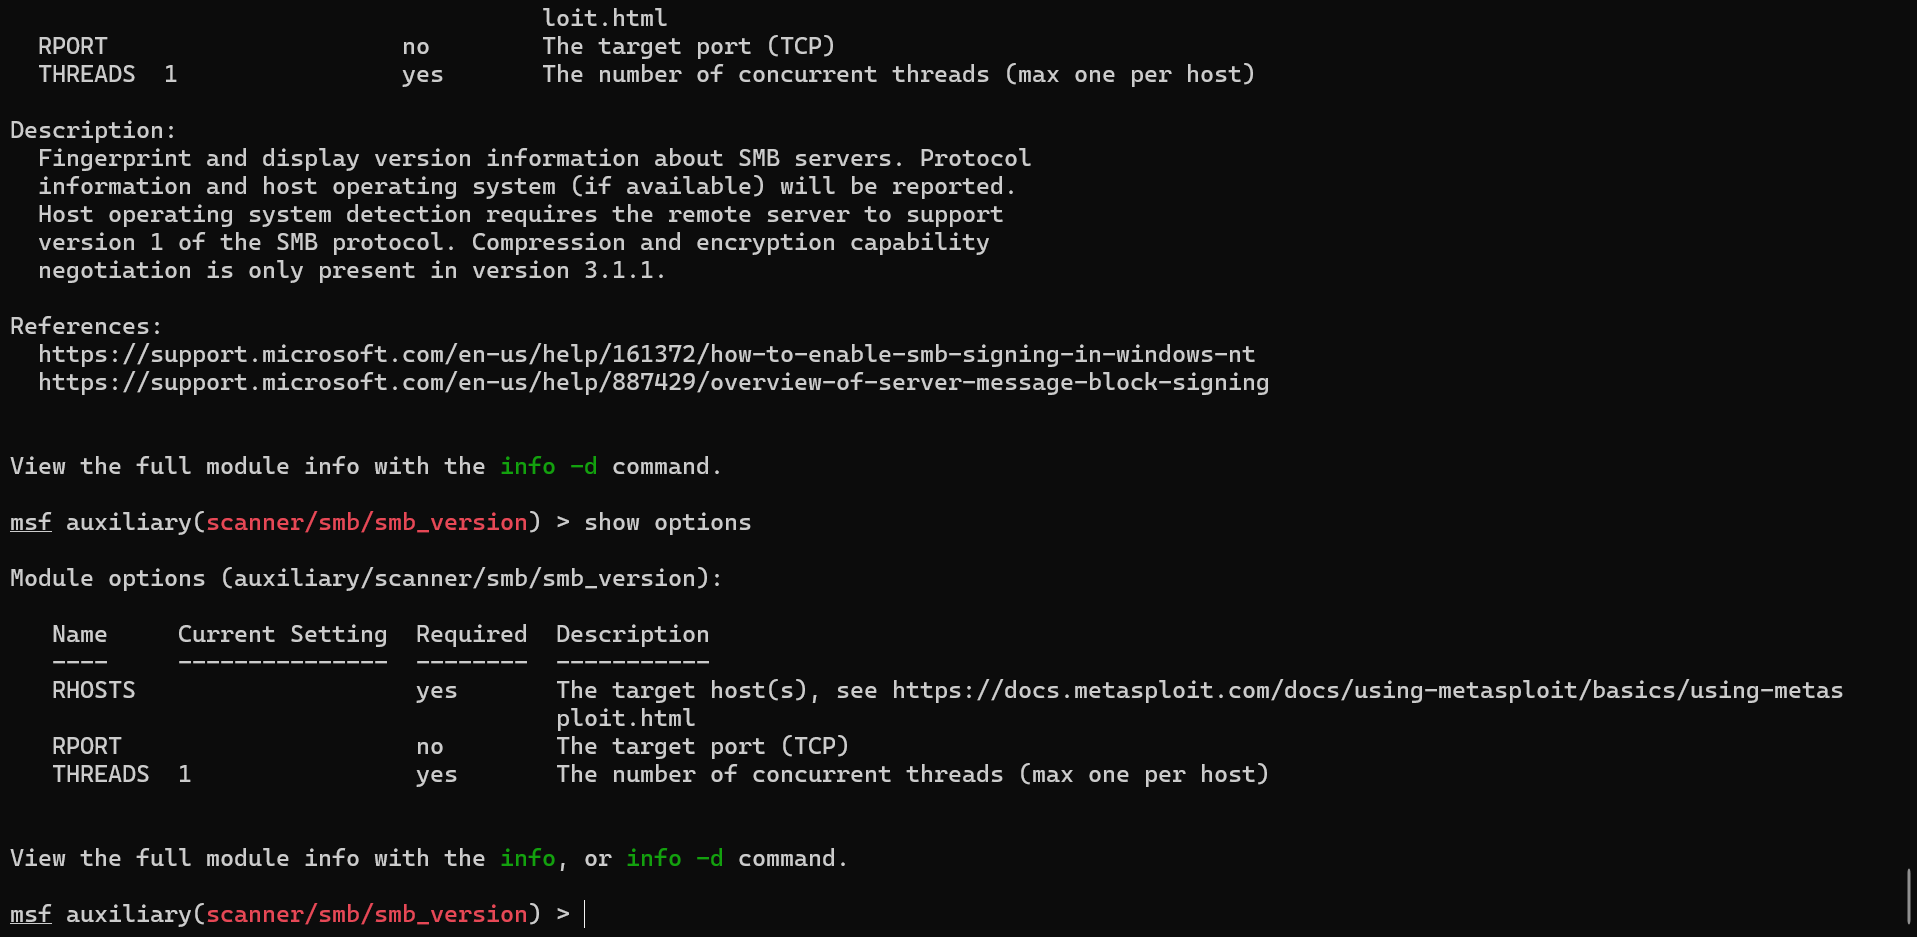 loit.html
RPORT no The target port (TCP)
THREADS 1 yes The number of concurrent threads (max one per host)
Description:
Fingerprint and display version information about SMB servers. Protocol
information and host operating system (if available) will be reported.
Host operating system detection requires the remote server to support
version 1 of the SMB protocol. Compression and encryption capability
negotiation is only present in version 3.1.1.
References:
https://support.microsoft.com/en-us/help/161372/how-to-enable-smb-signing-in-windows-nt
https://support.microsoft.com/en-us/help/887429/overview-of-server-message-block-signing
View the full module info with the info -d command.
msf auxiliary(scanner/smb/smb_version) > show options
Module options (auxiliary/scanner/smb/smb_version):
Name Current Setting Required Description
---- --------------- -------- -----------
RHOSTS yes The target host(s), see https://docs.metasploit.com/docs/using-metasploit/basics/using-metas
ploit.html
RPORT no The target port (TCP)
THREADS 1 yes The number of concurrent threads (max one per host)
View the full module info with the info, or info -d command.
msf auxiliary(scanner/smb/smb_version) >